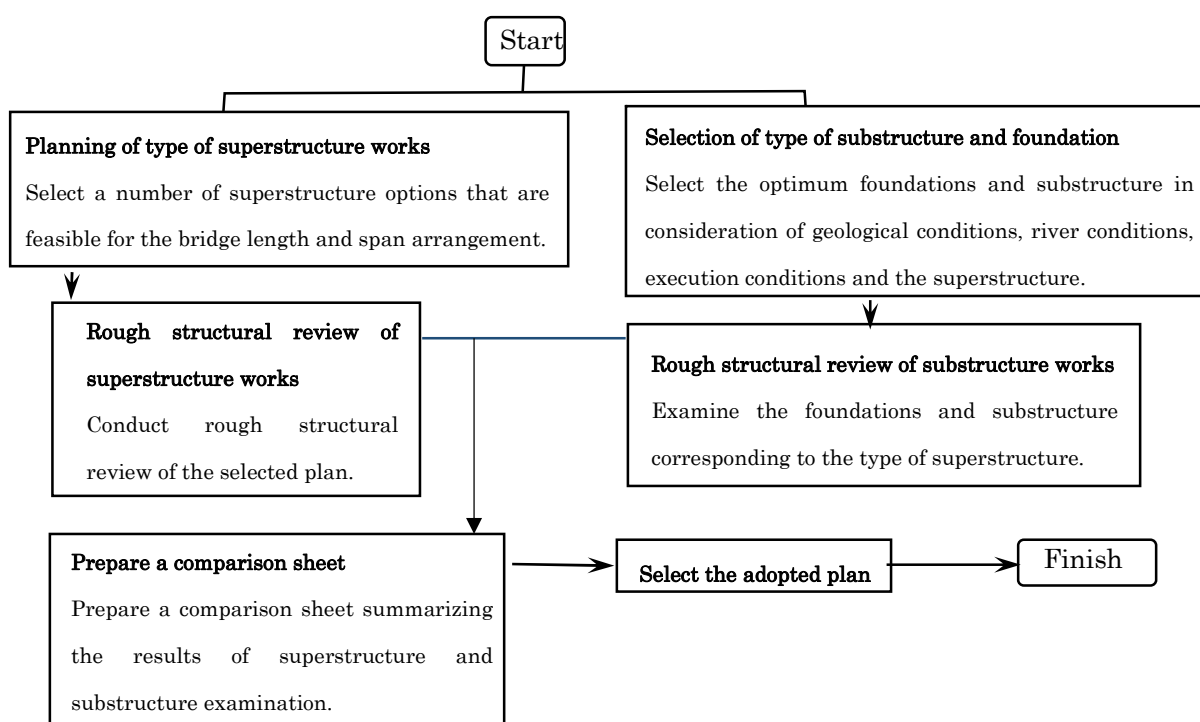 Start
Planning of type of superstructure works
Select a number of superstructure options that are
feasible for the bridge length and span arrangement.
Selection of type of substructure and foundation
Select the optimum foundations and substructure in
consideration of geological conditions, river conditions,
execution conditions and the superstructure.
Rough structural review of
superstructure works
Conduct rough structural
review of the selected plan.
Rough structural review of substructure works
Examine the foundations and substructure
corresponding to the type of superstructure.
Prepare a comparison sheet
Prepare a comparison sheet summarizing
the results of superstructure and
substructure examination.
Select the adopted plan
Finish